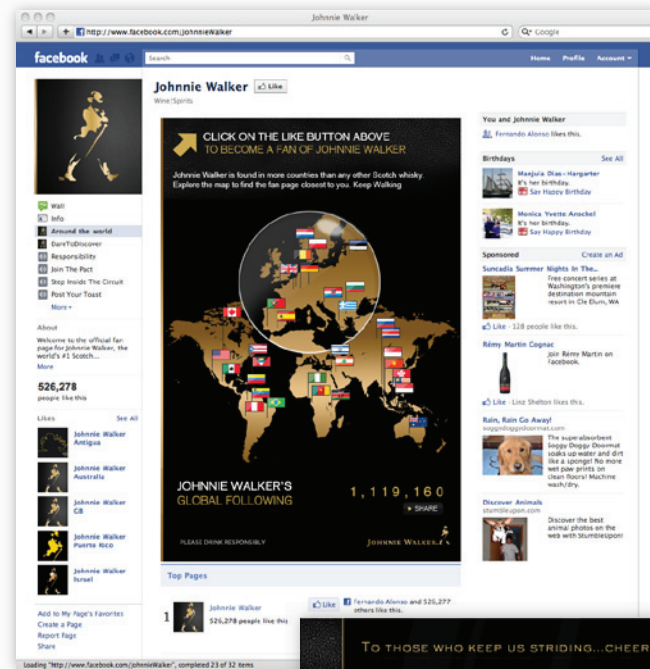 Johnnie Walker
http://www.facebook.com/JohnnieWalker
Google
facebook
Search
Home Profile Account
Johnnie Walker Like
Wine/Spirits
CLICK ON THE LIKE BUTTON ABOVE
TO BECOME A FAN OF JOHNNIE WALKER
Johnnie Walker is found in more countries than any other Scotch whisky.
Explore the map to find the fan page closest to you. Keep Walking
JOHNNIE WALKER'S
GLOBAL FOLLOWING
1,119,160
SHARE
PLEASE DRINK RESPONSIBLY
JOHNNIE WALKER.
Top Pages
1
Johnnie Walker
526,278 people like this
Like
Fernando Alonso and 526,277
others like this.
Wall
Info
Around the world
DareToDiscover
Responsibility
Join The Pact
Step Inside The Circuit
Post Your Toast
More
About
Welcome to the official fan
page for Johnnie Walker, the
world's #1 Scotch...
More
526,278
people like this
Likes See All
Johnnie Walker
Antigua
Johnnie Walker
Australia
Johnnie Walker
GB
Johnnie Walker
Puerto Rico
Johnnie Walker
Israel
Add to My Page's Favorites
Create a Page
Report Page
Share
You and Johnnie Walker
Fernando Alonso likes this.
Birthdays See All
Manjula Dias-Hargarter
It's her birthday.
Say Happy Birthday
Monica Yvette Arockel
It's her birthday.
Say Happy Birthday
Sponsored Create an Ad
Suncadia Summer Nights In The...
Free concert series at
Washington's premiere
destination mountain
resort in Cle Elum, WA
Like · 128 people like this.
Rémy Martin Cognac
Join Rémy Martin on
Facebook.
Like · Linz Shelton likes this.
Rain, Rain Go Away!
soggydoggydoormat.com
The superabsorbent
Soggy Doggy Doormat
soaks up water and dirt
like a sponge! No more
wet paw prints on
clean floors! Machine
wash/dry.
Discover Animals
stumbleupon.com
Discover the best
animal photos on the
web with StumbleUpon!
Loading "http://www.facebook.com/JohnnieWalker", completed 23 of 32 items
TO THOSE WHO KEEP US STRIDING...CHEER